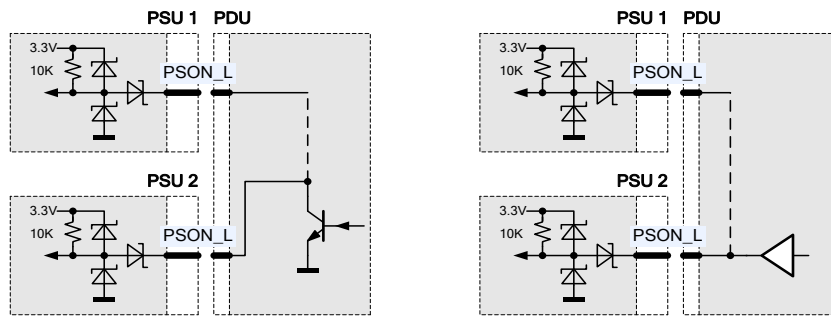 PSU 1 PDU
3.3V
10K
PSON_L
PSU 2
3.3V
10K
PSON_L
PSU 1 PDU
3.3V
10K
PSON_L
PSU 2
3.3V
10K
PSON_L